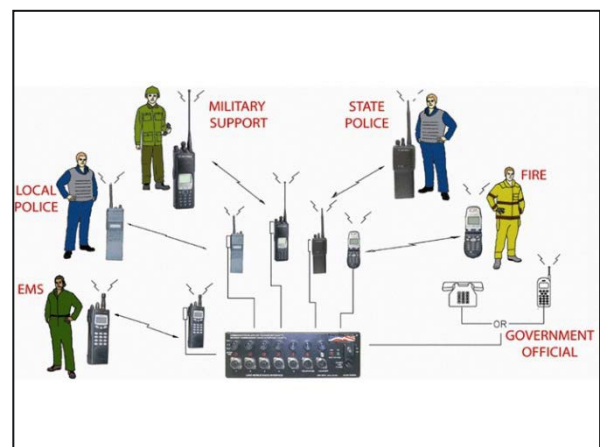 MILITARY
SUPPORT
STATE
POLICE
LOCAL
POLICE
FIRE
EMS
OR
GOVERNMENT
OFFICIAL